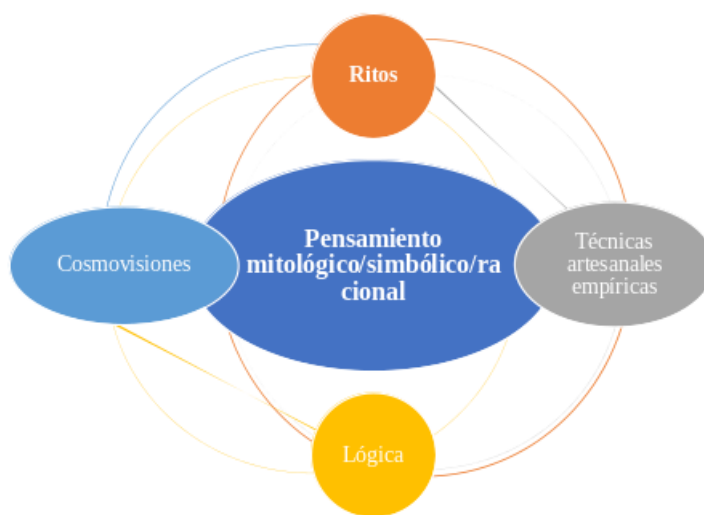 Ritos
Cosmovisiones
Pensamiento
mitológico/simbólico/ra
cional
Técnicas
artesanales
empíricas
Lógica